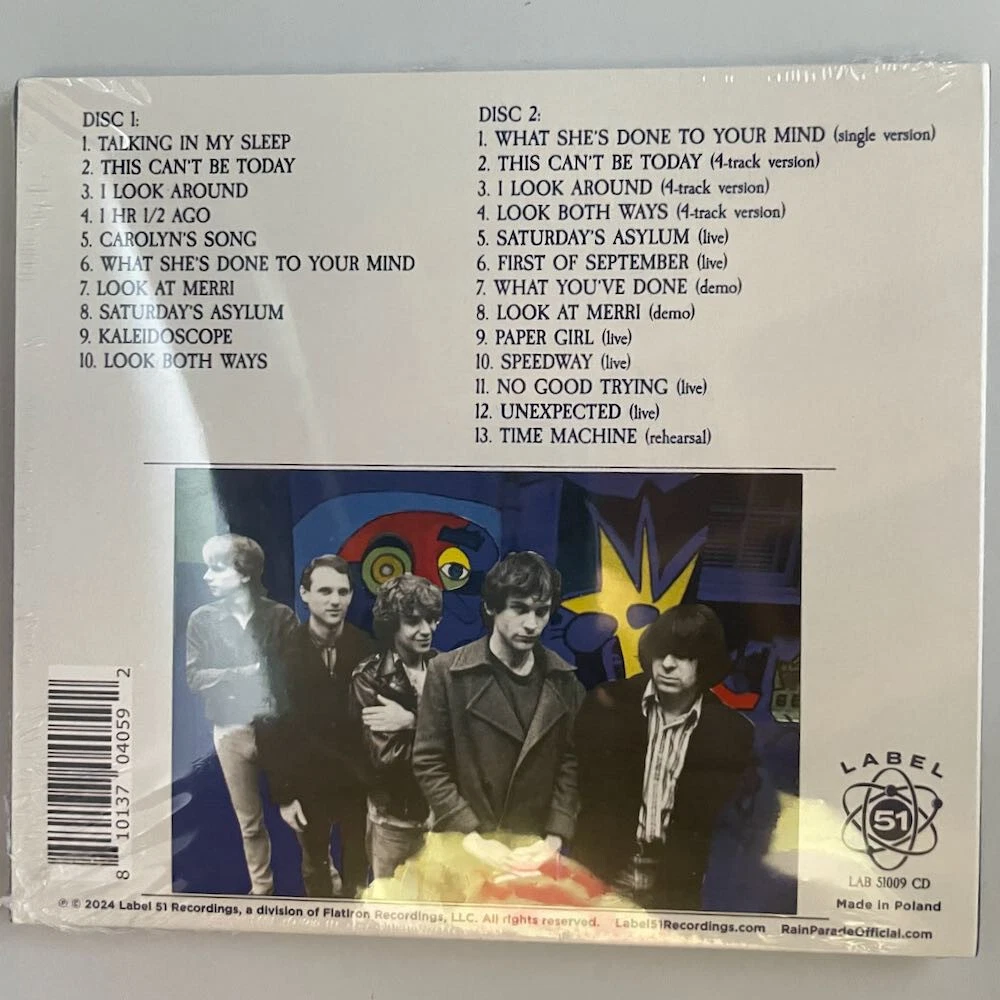 DISC 1:
1. TALKING IN MY SLEEP
2. THIS CAN'T BE TODAY
3. I LOOK AROUND
4. 1 HR 1/2 AGO
5. CAROLYN'S SONG
6. WHAT SHE'S DONE TO YOUR MIND
7. LOOK AT MERRI
8. SATURDAY'S ASYLUM
9. KALEIDOSCOPE
10. LOOK BOTH WAYS
DISC 2:
1. WHAT SHE'S DONE TO YOUR MIND (single version)
2. THIS CAN'T BE TODAY (4-track version)
3. I LOOK AROUND (4-track version)
4. LOOK BOTH WAYS (4-track version)
5. SATURDAY'S ASYLUM (live)
6. FIRST OF SEPTEMBER (live)
7. WHAT YOU'VE DONE (demo)
8. LOOK AT MERRI (demo)
9. PAPER GIRL (live)
10. SPEEDWAY (live)
11. NO GOOD TRYING (live)
12. UNEXPECTED (live)
13. TIME MACHINE (rehearsal)
8 10137 04059 2
LABEL
51
LAB 51009 CD
Made in Poland
℗ © 2024 Label 51 Recordings, a division of FlatIron Recordings, LLC. All rights reserved. Label51Recordings.com RainParadeOfficial.com